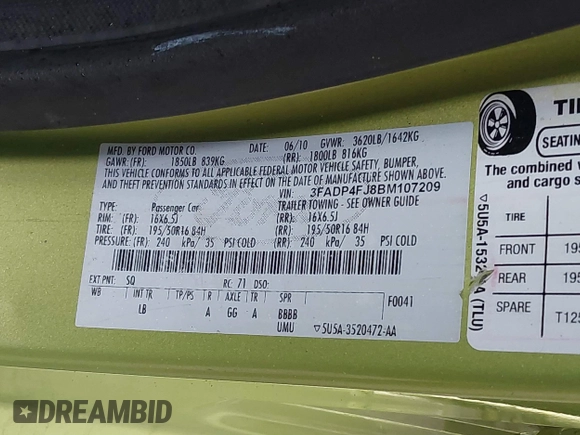 MFD. BY FORD MOTOR CO.
DATE: 06/10 GVWR: 3620LB/1642KG
GAWR: (FR): 1850LB 839KG (RR): 1800LB 816KG
THIS VEHICLE CONFORMS TO ALL APPLICABLE FEDERAL MOTOR VEHICLE SAFETY, BUMPER,
AND THEFT PREVENTION STANDARDS IN EFFECT ON THE DATE OF MANUFACTURE SHOWN ABOVE.
VIN: 3FADP4FJ8BM107209
TYPE: Passenger Car TRAILER TOWING - SEE OWNER GUIDE
RIM: (FR): 16X6.5J (RR): 16X6.5J
TIRE: (FR): 195/50R16 84H (RR): 195/50R16 84H
PRESSURE: (FR): 240 kPa/ 35 PSI COLD (RR): 240 kPa/ 35 PSI COLD
EXT PNT: SQ RC: 71 DSO:
WB INT TR TP/PS R AXLE TR SPR F0041
LB A GG A BBBB
UMU ▽5U5A-3520472-AA
TI
SEATING
The combined w
and cargo s
TIRE
FRONT 195
REAR 195
SPARE T125
(TLU)
DREAMBID